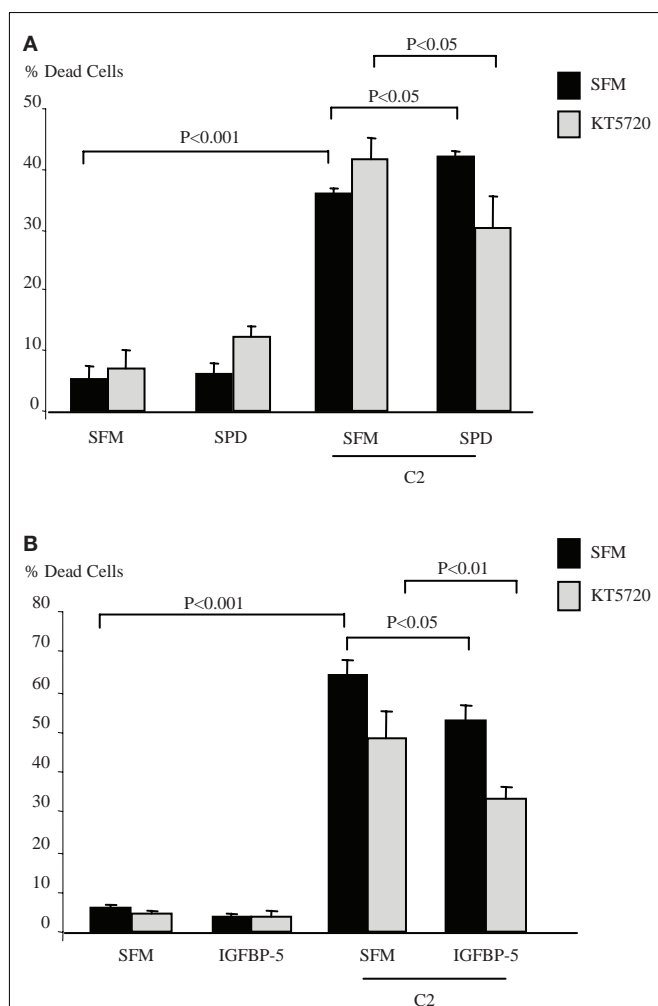 A
% Dead Cells
P<0.05
SFM
KT5720
P<0.05
P<0.001
50
40
30
20
10
0
SFM SPD SFM SPD
C2
B
% Dead Cells
SFM
KT5720
P<0.01
P<0.001
P<0.05
80
70
60
50
40
30
20
10
0
SFM IGFBP-5 SFM IGFBP-5
C2